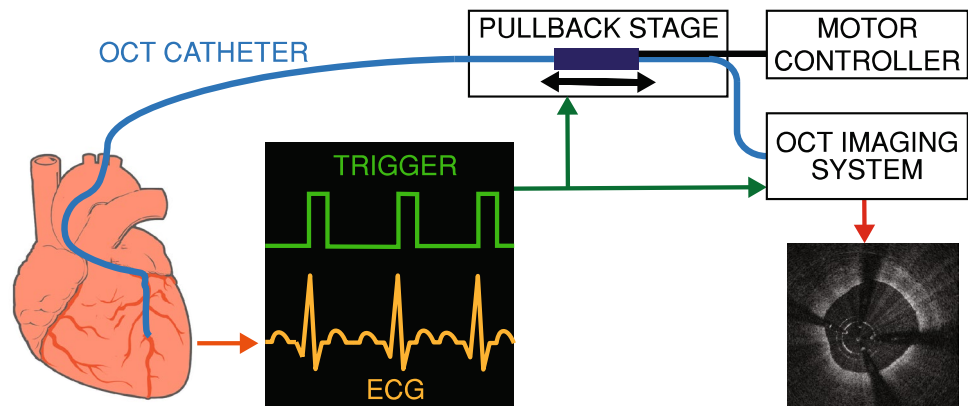 OCT CATHETER
PULLBACK STAGE
MOTOR
CONTROLLER
OCT IMAGING
SYSTEM
TRIGGER
ECG